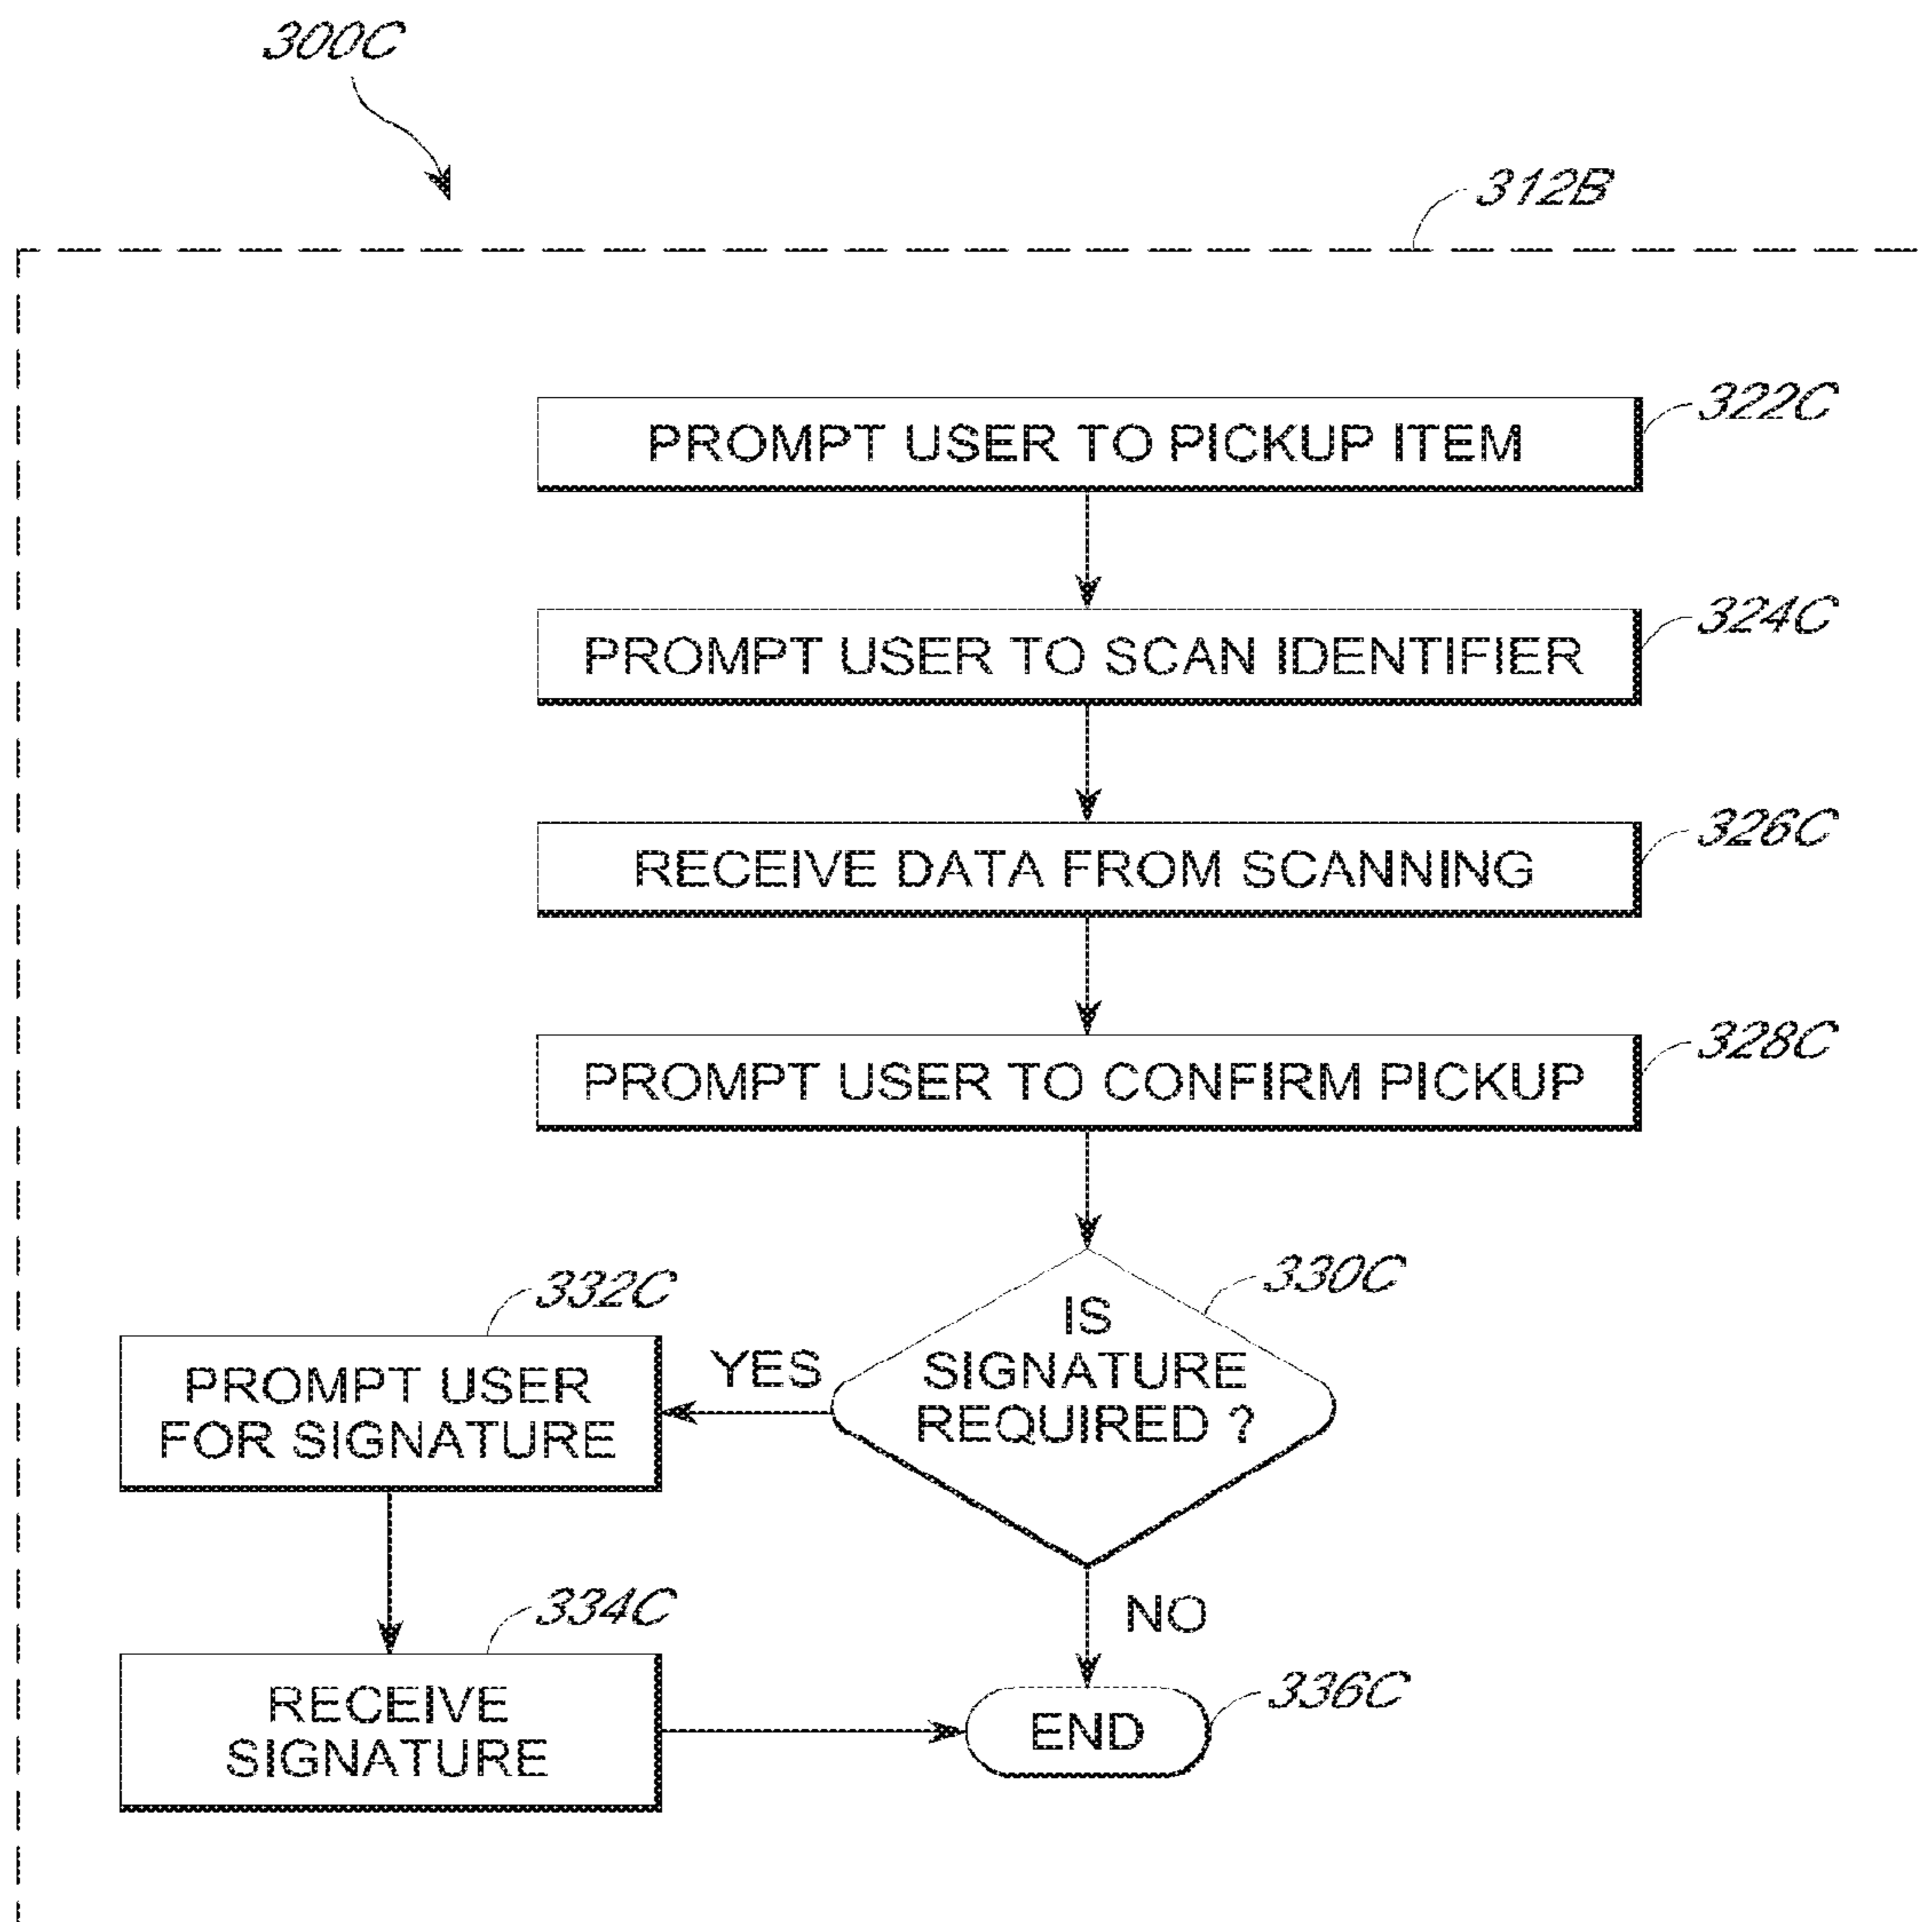 300C
312B
PROMPT USER TO PICKUP ITEM
322C
PROMPT USER TO SCAN IDENTIFIER
324C
RECEIVE DATA FROM SCANNING
326C
PROMPT USER TO CONFIRM PICKUP
328C
IS
SIGNATURE
REQUIRED ?
330C
YES
332C
PROMPT USER
FOR SIGNATURE
334C
RECEIVE
SIGNATURE
NO
END
336C